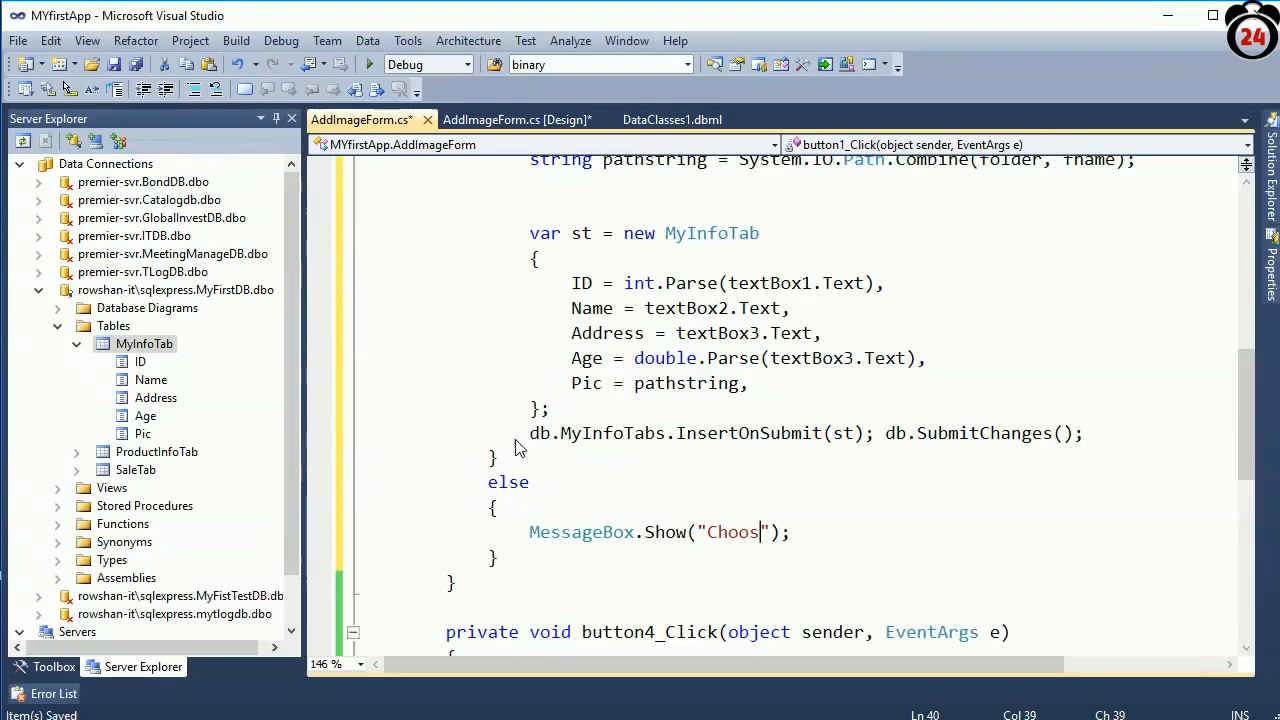 MYfirstApp - Microsoft Visual Studio
24
File Edit View Refactor Project Build Debug Team Data Tools Architecture Test Analyze Window Help
Debug binary
Server Explorer
AddImageForm.cs* AddImageForm.cs [Design]* DataClasses1.dbml
MYfirstApp.AddImageForm button1_Click(object sender, EventArgs e)
Data Connections
premier-svr.BondDB.dbo
premier-svr.Catalogdb.dbo
premier-svr.GlobalInvestDB.dbo
premier-svr.ITDB.dbo
premier-svr.MeetingManageDB.dbo
premier-svr.TLogDB.dbo
rowshan-it\sqlexpress.MyFirstDB.dbo
Database Diagrams
Tables
MyInfoTab
ID
Name
Address
Age
Pic
ProductInfoTab
SaleTab
Views
Stored Procedures
Functions
Synonyms
Types
Assemblies
rowshan-it\sqlexpress.MyFistTestDB.db
rowshan-it\sqlexpress.mytlogdb.dbo
Servers
Toolbox Server Explorer
string pathstring = System.IO.Path.Combine(folder, fname);
var st = new MyInfoTab
{
ID = int.Parse(textBox1.Text),
Name = textBox2.Text,
Address = textBox3.Text,
Age = double.Parse(textBox3.Text),
Pic = pathstring,
};
db.MyInfoTabs.InsertOnSubmit(st); db.SubmitChanges();
}
else
{
MessageBox.Show("Choos");
}
}
private void button4_Click(object sender, EventArgs e)
{
146 %
Solution Explorer
Properties
Error List
Item(s) Saved Ln 40 Col 39 Ch 39 INS